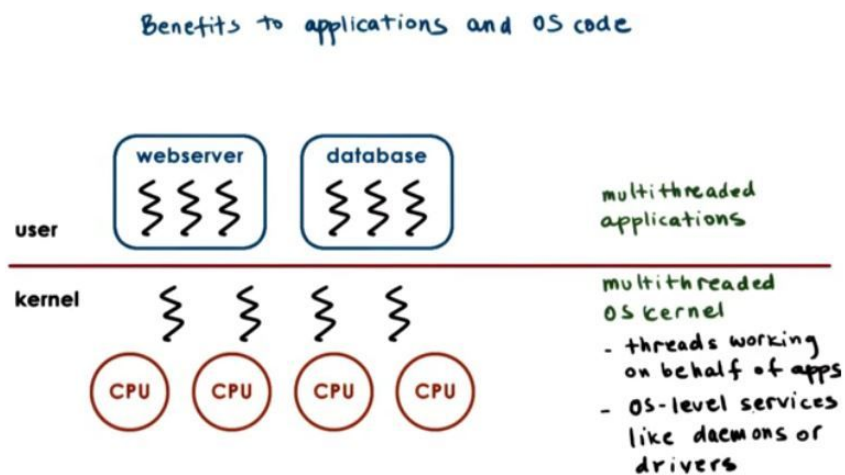 Benefits to applications and OS code
webserver
database
user
multithreaded
applications
kernel
multithreaded
OS kernel
- threads working
on behalf of apps
- OS-level services
like daemons or
drivers
CPU
CPU
CPU
CPU